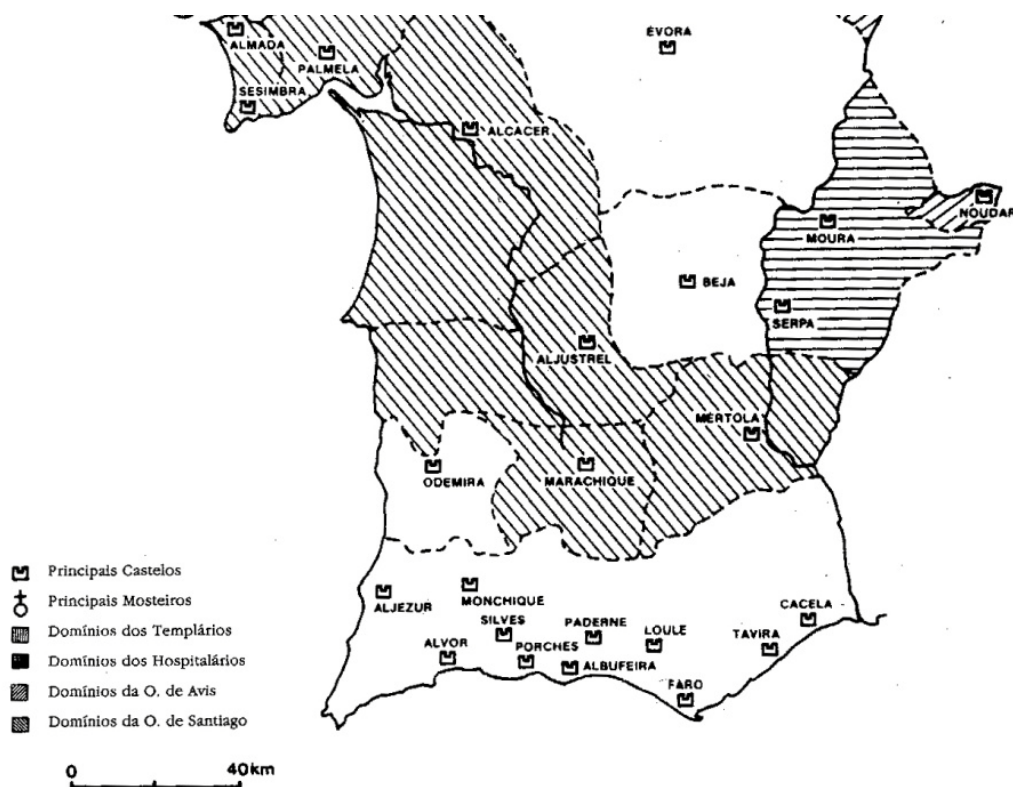 ALMADA
PALMELA
SESIMBRA
ÉVORA
ALCACER
NOUDAR
MOURA
BEJA
SERPA
ALJUSTREL
MÉRTOLA
ODEMIRA
MARACHIQUE
ALJEZUR
MONCHIQUE
CACELA
SILVES
PADERNE
LOULE
TAVIRA
ALVOR
PORCHES
ALBUFEIRA
FARO
Principais Castelos
Principais Mosteiros
Domínios dos Templários
Domínios dos Hospitalários
Domínios da O. de Avis
Domínios da O. de Santiago
0 40 km